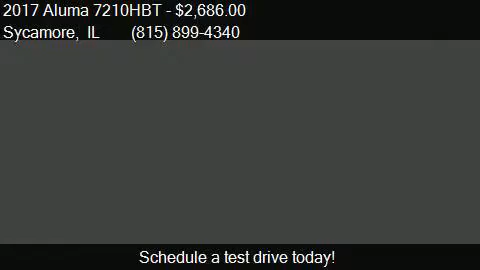 2017 Aluma 7210HBT - $2,686.00
Sycamore,  IL       (815) 899-4340
Schedule a test drive today!